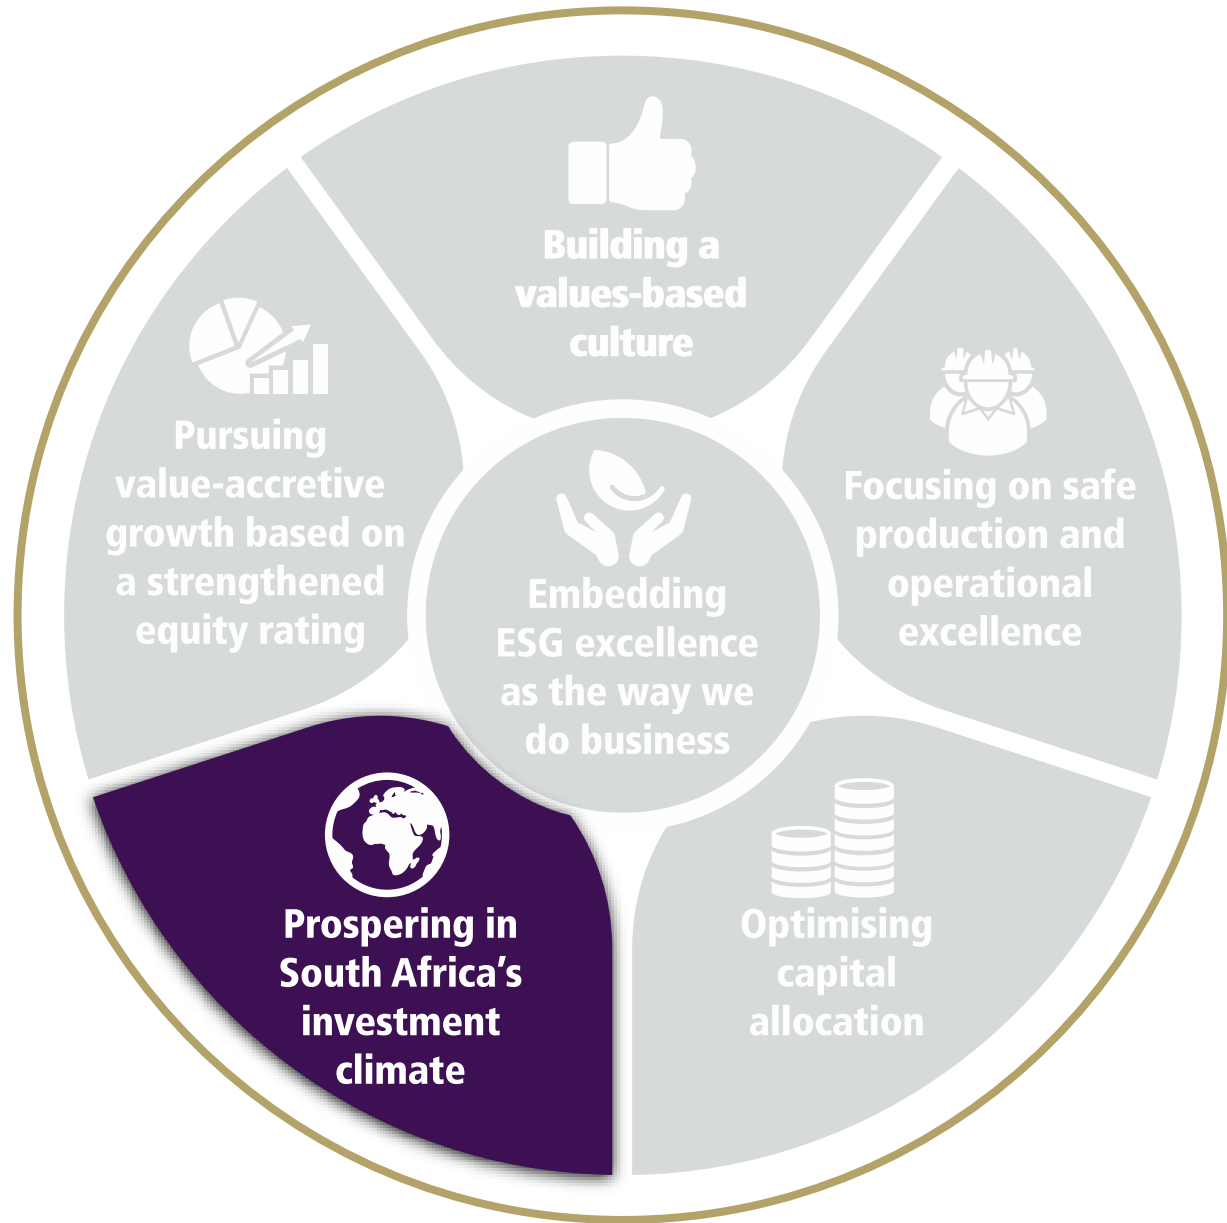 Building a
values-based
culture
Pursuing
value-accretive
growth based on
a strengthened
equity rating
Focusing on safe
production and
operational
excellence
Embedding
ESG excellence
as the way we
do business
Prospering in
South Africa’s
investment
climate
Optimising
capital
allocation